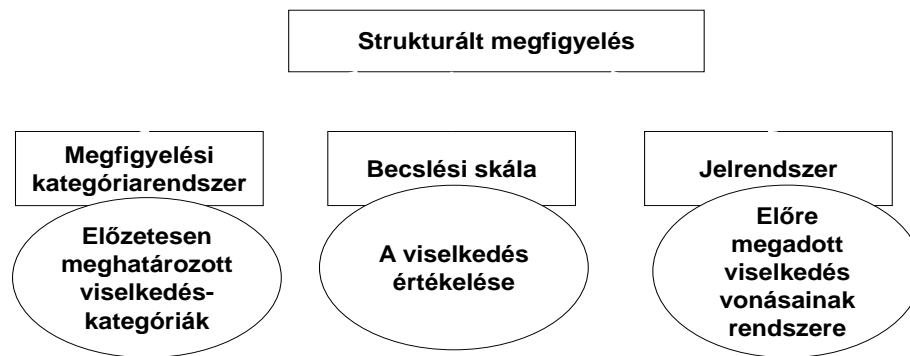 Strukturált megfigyelés
Megfigyelési
kategóriarendszer
Előzetesen
meghatározott
viselkedés-
kategóriák
Becslési skála
A viselkedés
értékelése
Jelrendszer
Előre
megadott
viselkedés
vonásainak
rendszere